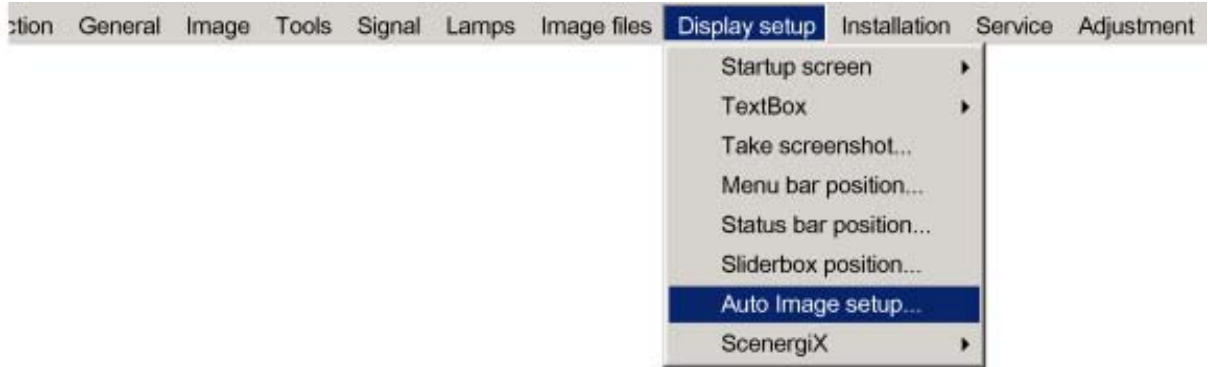 ction General Image Tools Signal Lamps Image files Display setup Installation Service Adjustment
Startup screen
TextBox
Take screenshot...
Menu bar position...
Status bar position...
Sliderbox position...
Auto Image setup...
ScenergiX